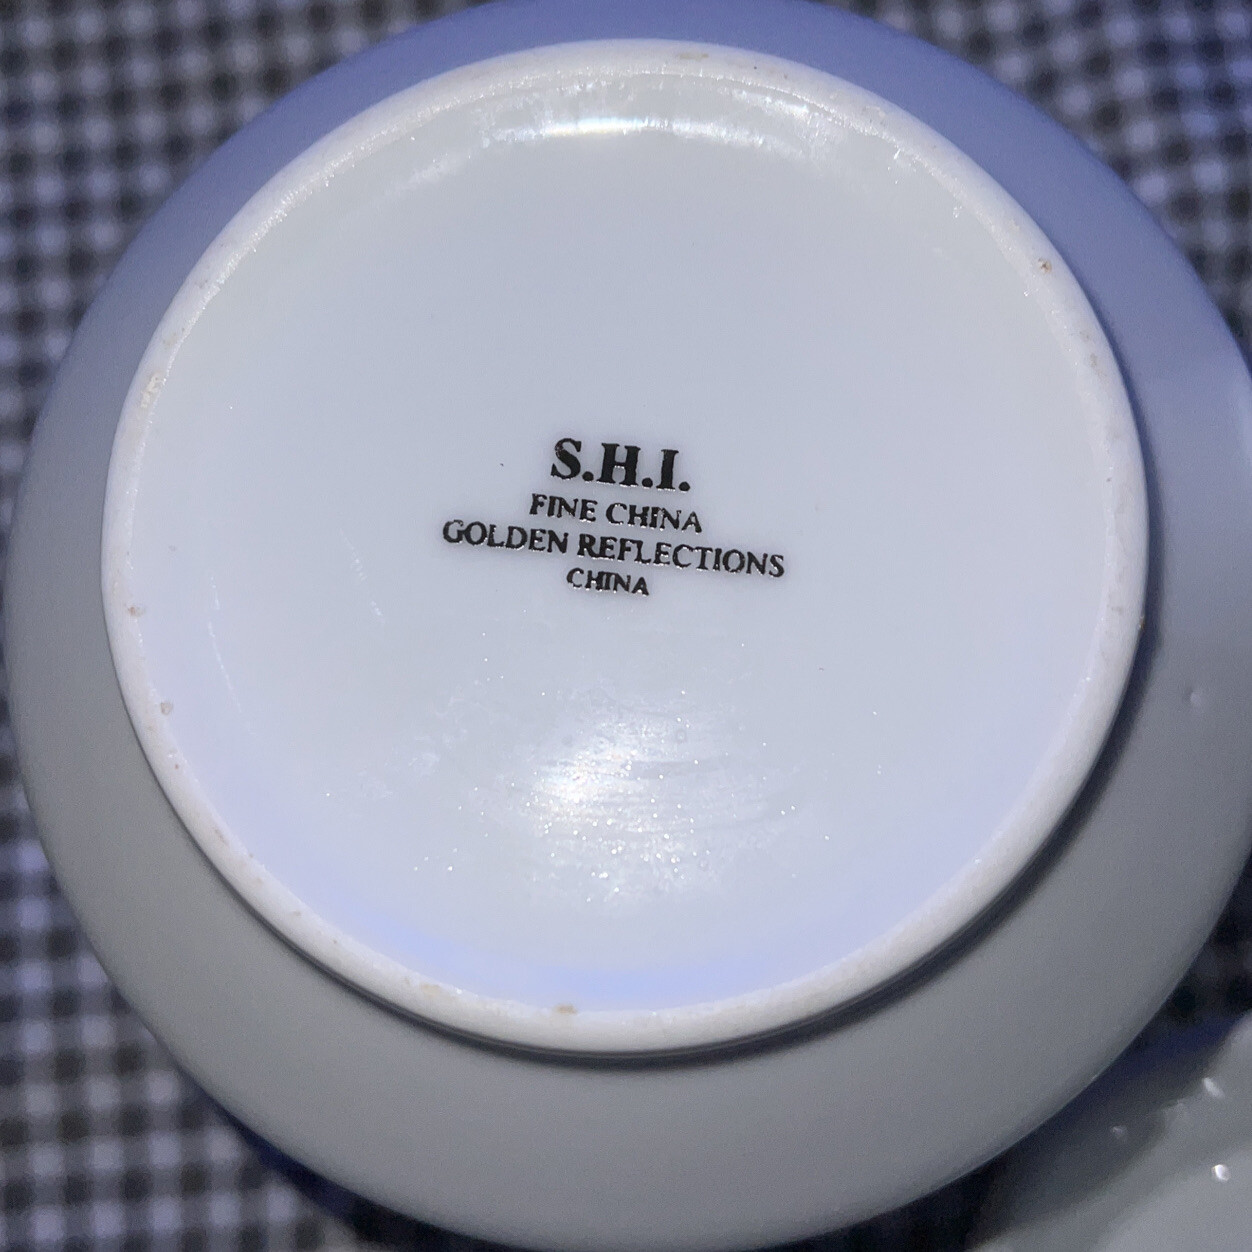 S.H.I.
FINE CHINA
GOLDEN REFLECTIONS
CHINA